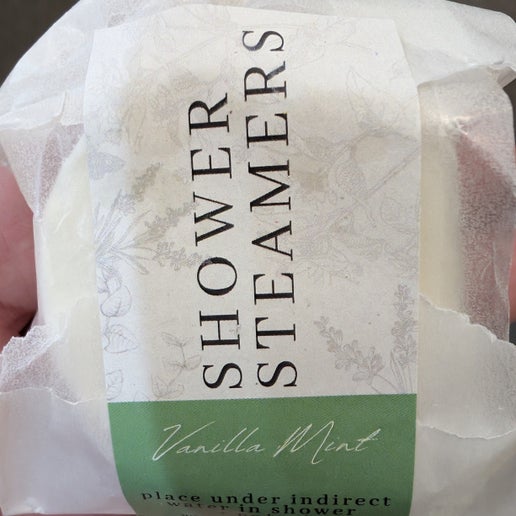 SHOWER
STEAMERS
Vanilla Mint
place under indirect
water in shower